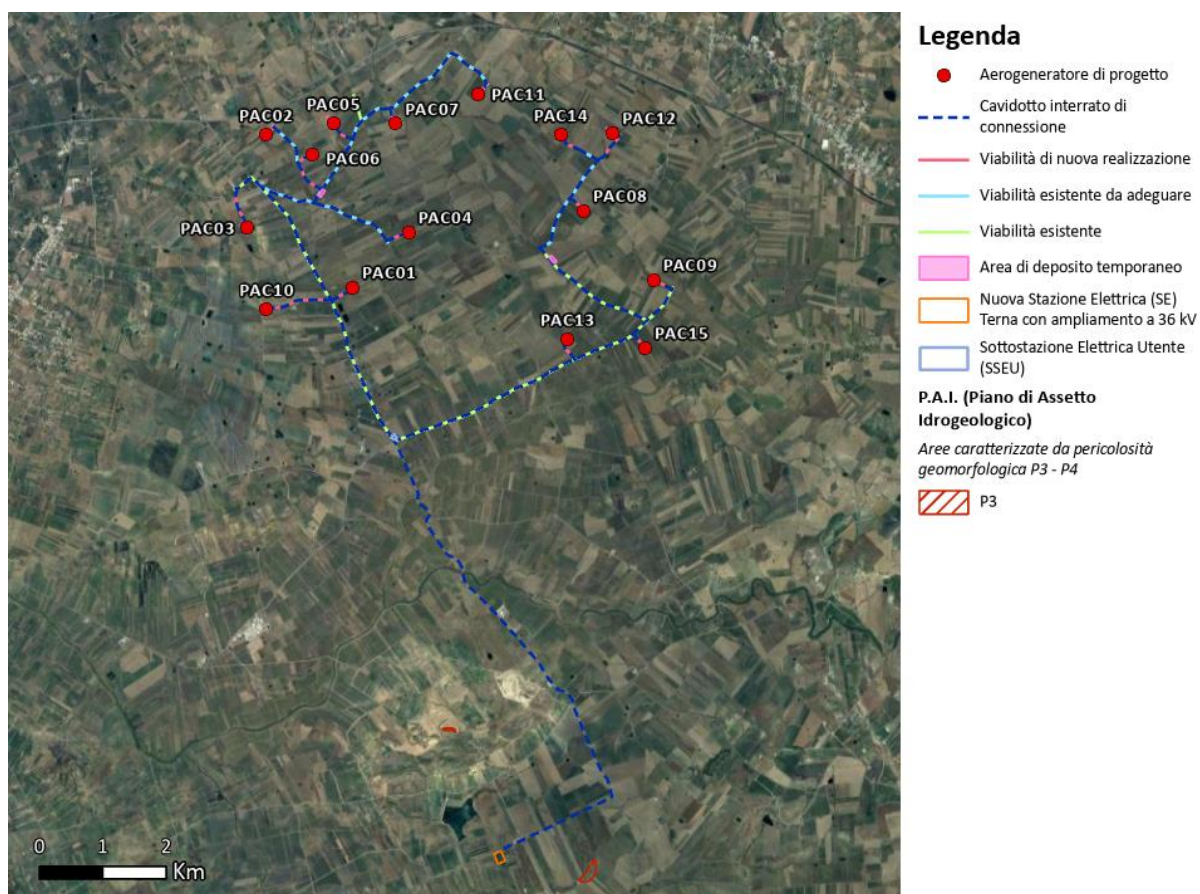 PAC11
PAC05
PAC02
PAC07
PAC14
PAC12
PAC06
PAC08
PAC03
PAC04
PAC09
PAC01
PAC10
PAC13
PAC15
0 1 2
Km
Legenda
Aerogeneratore di progetto
Cavidotto interrato di
connessione
Viabilità di nuova realizzazione
Viabilità esistente da adeguare
Viabilità esistente
Area di deposito temporaneo
Nuova Stazione Elettrica (SE)
Terna con ampliamento a 36 kV
Sottostazione Elettrica Utente
(SSEU)
P.A.I. (Piano di Assetto
Idrogeologico)
Aree caratterizzate da pericolosità
geomorfologica P3 - P4
P3